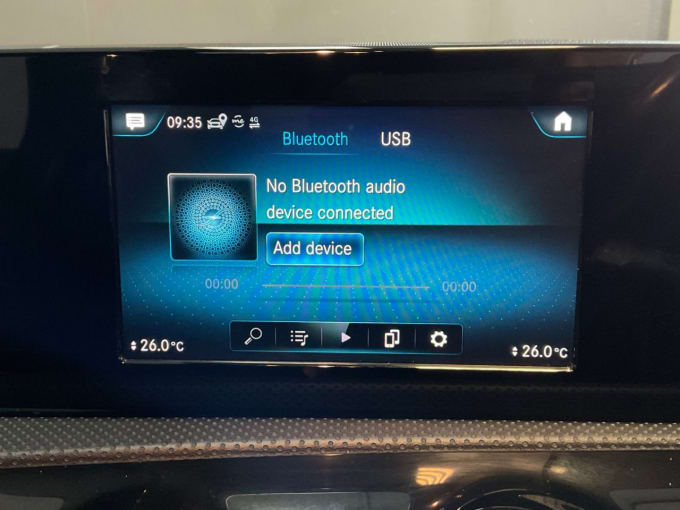 09:35 me 4G
Bluetooth USB
No Bluetooth audio
device connected
Add device
00:00 00:00
26.0°C 26.0°C